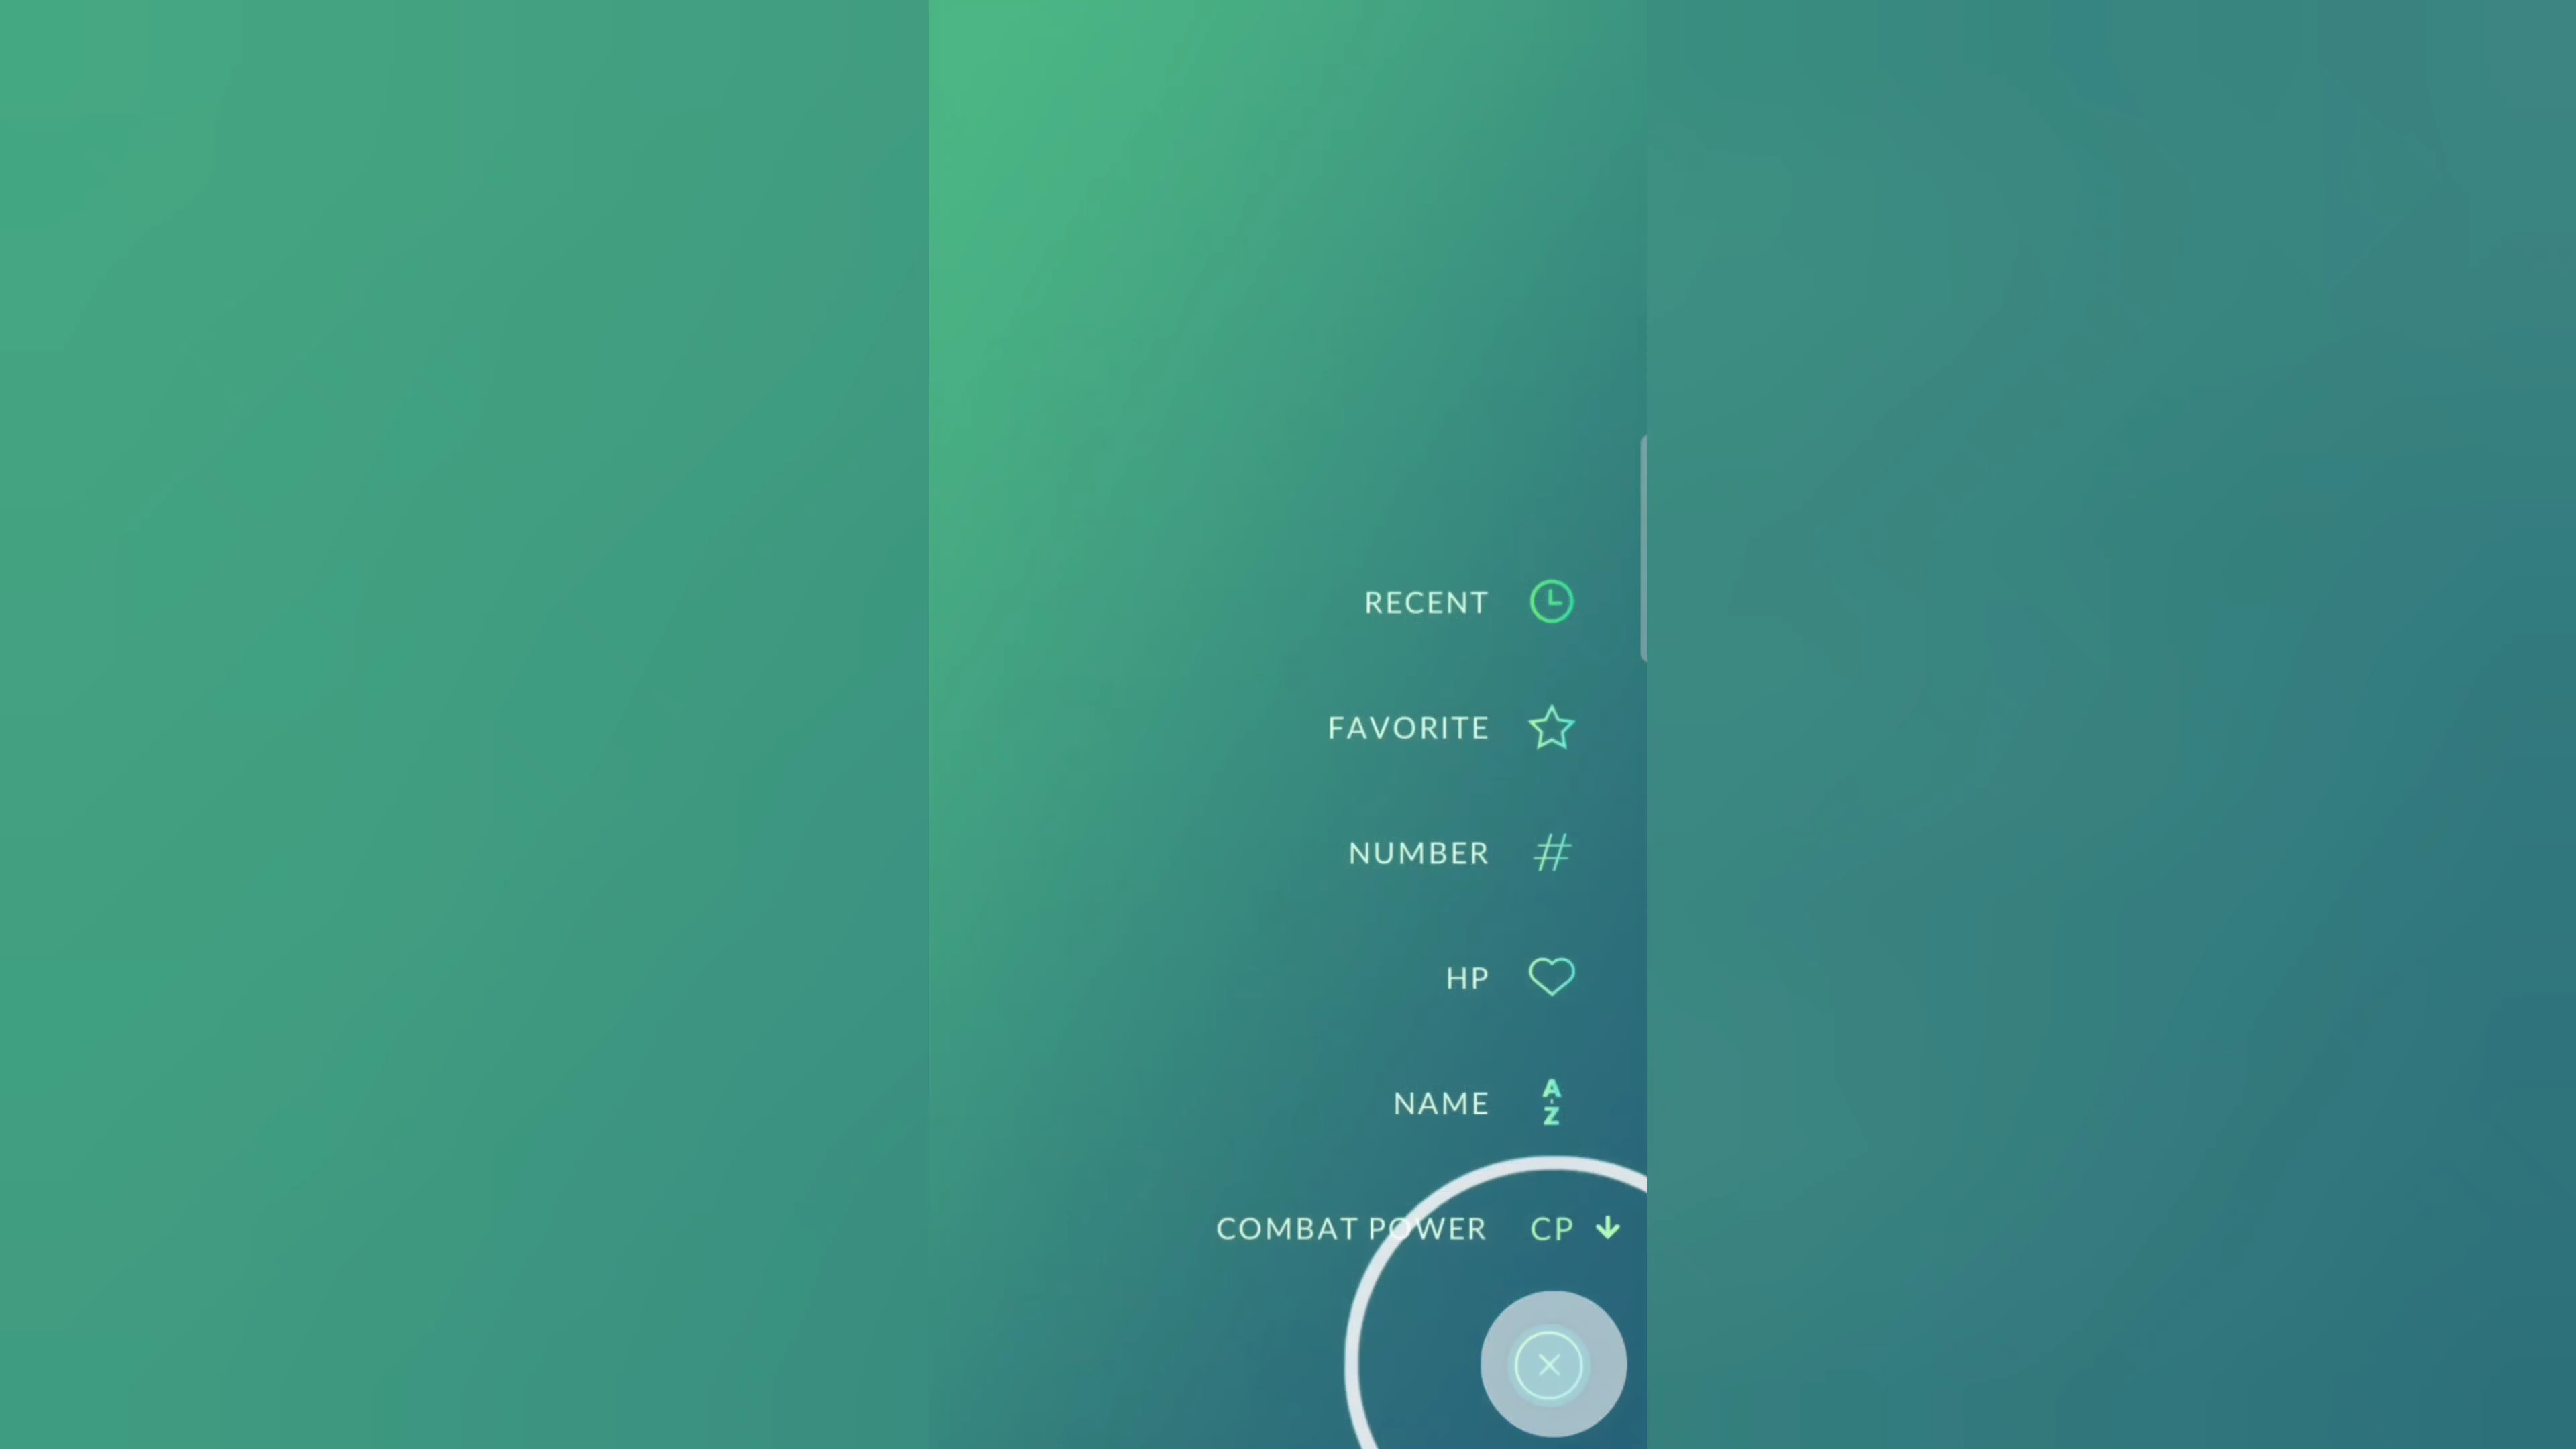 RECENT
FAVORITE
NUMBER #
HP
NAME A-Z
COMBAT POWER CP